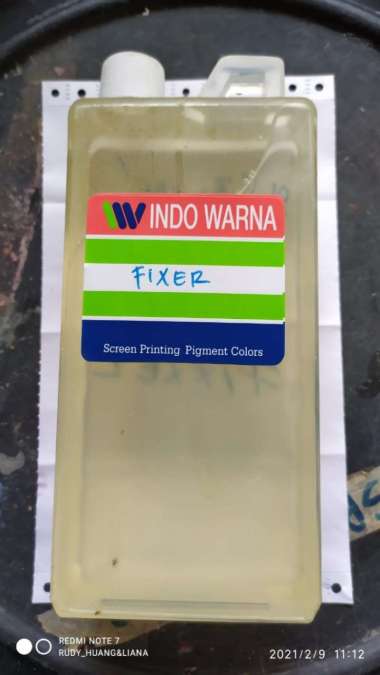 INDO WARNA
FIXER
Screen Printing Pigment Colors
REDMI NOTE 7
RUDY_HUANG&LIANA
2021/2/9 11:12